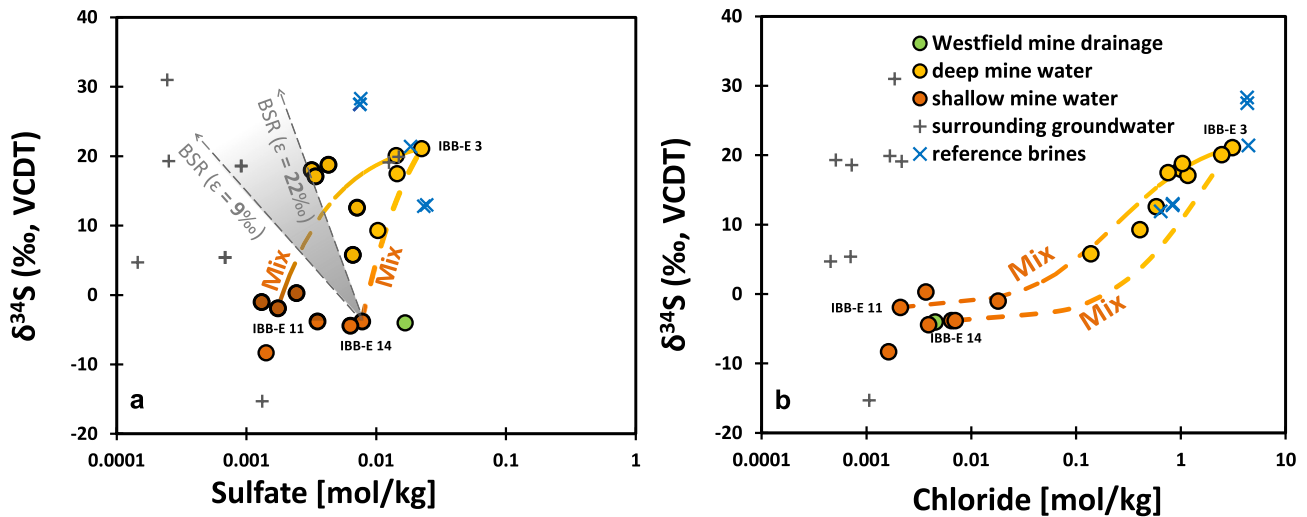 40
30
20
10
0
-10
-20
δ³⁴S (‰, VCDT)
BSR (ε = 9‰)
BSR (ε = 22‰)
Mix
Mix
IBB-E 3
IBB-E 11
IBB-E 14
a
0.0001
0.001
0.01
0.1
1
Sulfate [mol/kg]
40
30
20
10
0
-10
-20
δ³⁴S (‰, VCDT)
Westfield mine drainage
deep mine water
shallow mine water
surrounding groundwater
reference brines
IBB-E 3
Mix
Mix
IBB-E 11
IBB-E 14
b
0.0001
0.001
0.01
0.1
1
10
Chloride [mol/kg]